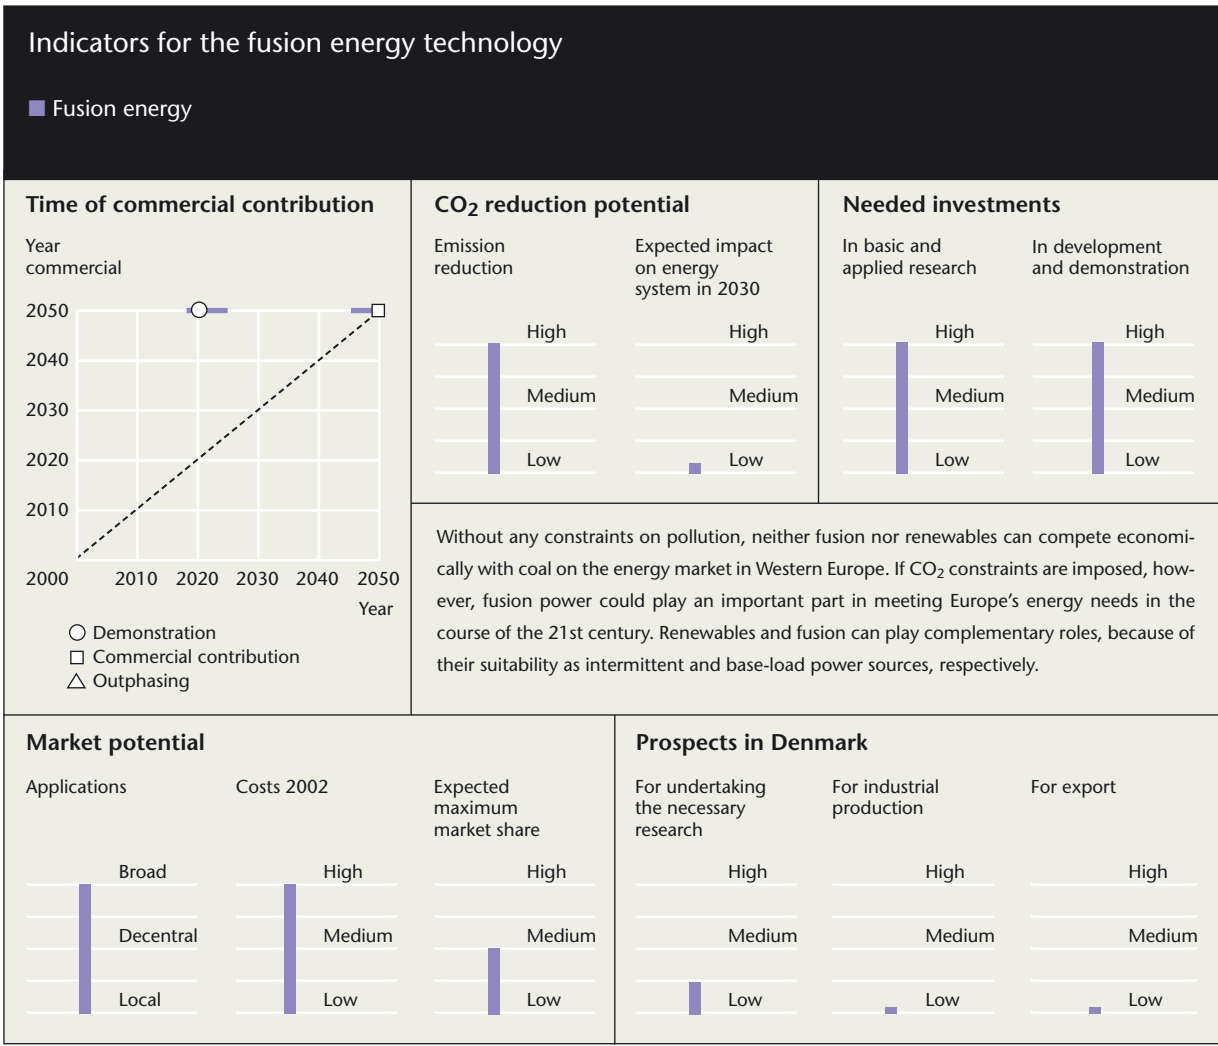 Indicators for the fusion energy technology
Fusion energy
Time of commercial contribution
Year
commercial
2050
2040
2030
2020
2010
2000
2010
2020
2030
2040
2050
Year
Demonstration
Commercial contribution
Outphasing
CO2 reduction potential
Emission
reduction
High
Medium
Low
Expected impact
on energy
system in 2030
High
Medium
Low
Needed investments
In basic and
applied research
High
Medium
Low
In development
and demonstration
High
Medium
Low
Without any constraints on pollution, neither fusion nor renewables can compete economi-
cally with coal on the energy market in Western Europe. If CO2 constraints are imposed, how-
ever, fusion power could play an important part in meeting Europe’s energy needs in the
course of the 21st century. Renewables and fusion can play complementary roles, because of
their suitability as intermittent and base-load power sources, respectively.
Market potential
Applications
Broad
Decentral
Local
Costs 2002
High
Medium
Low
Expected
maximum
market share
High
Medium
Low
Prospects in Denmark
For undertaking
the necessary
research
High
Medium
Low
For industrial
production
High
Medium
Low
For export
High
Medium
Low